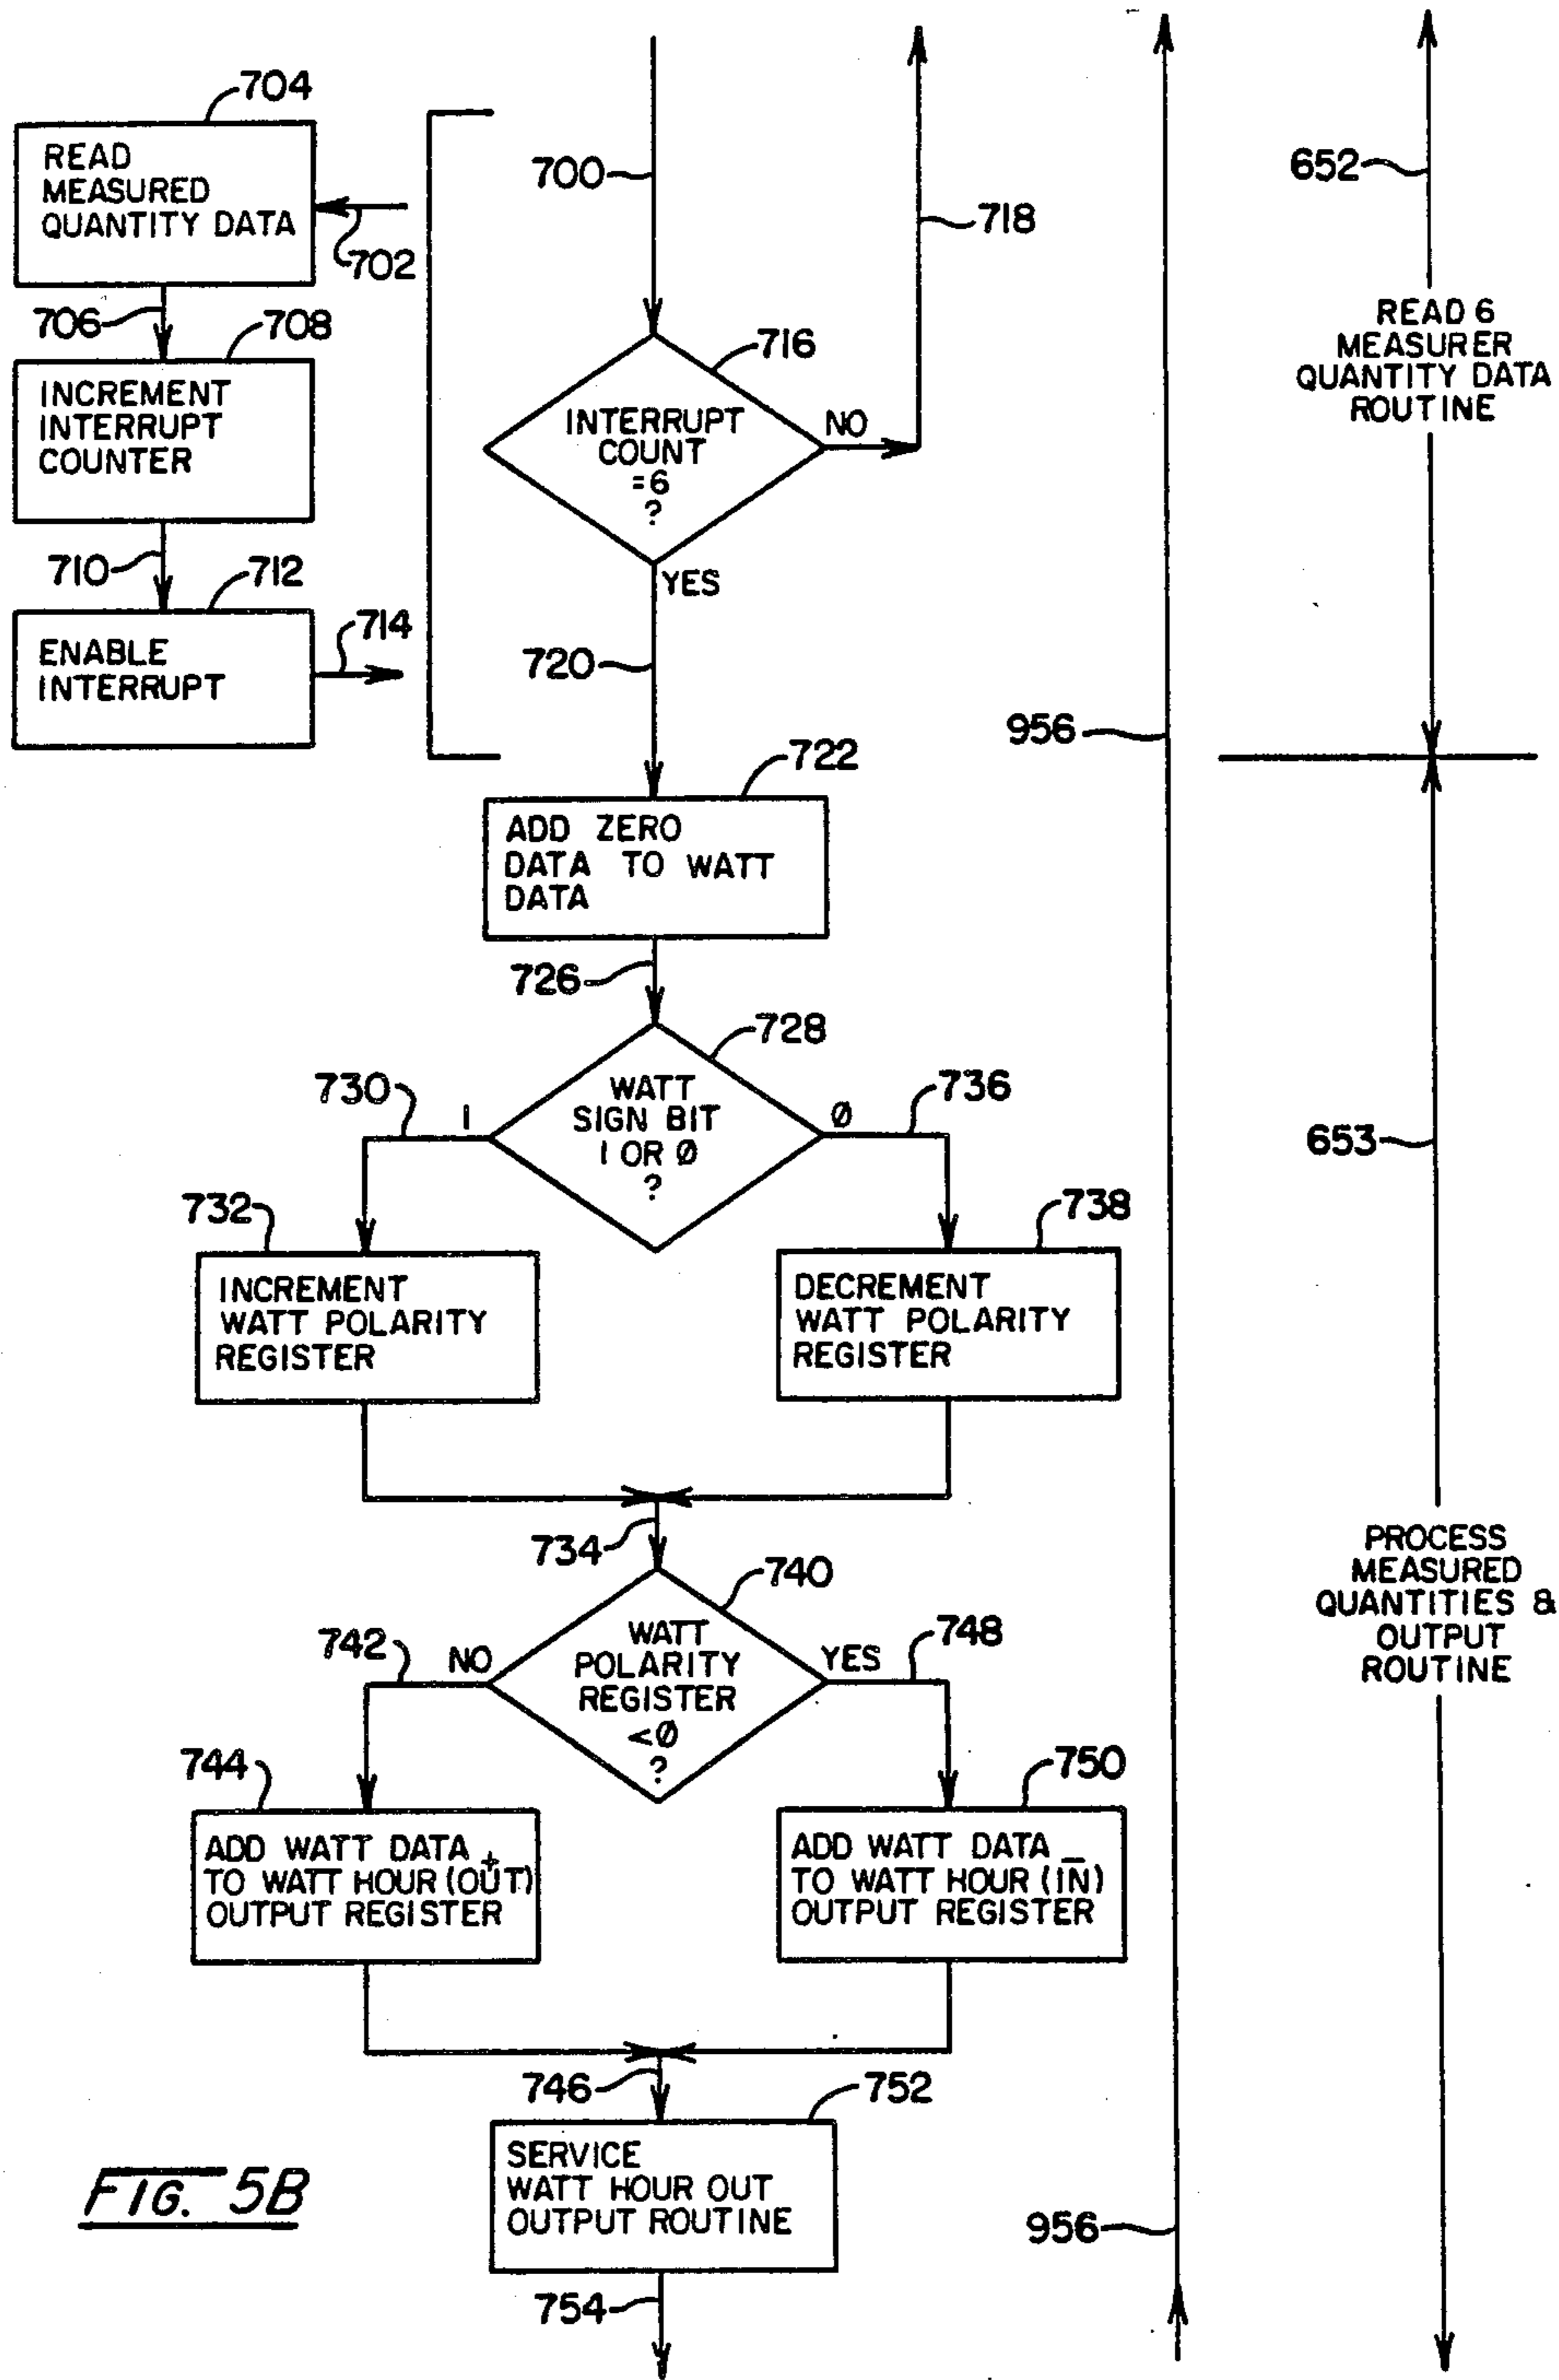 704
READ
MEASURED
QUANTITY DATA
702
706
708
INCREMENT
INTERRUPT
COUNTER
710
712
ENABLE
INTERRUPT
714
700
718
716
INTERRUPT
COUNT
=6
?
NO
YES
720
722
ADD ZERO
DATA TO WATT
DATA
726
728
WATT
SIGN BIT
1 OR Ø
?
730
1
Ø
736
732
INCREMENT
WATT POLARITY
REGISTER
738
DECREMENT
WATT POLARITY
REGISTER
734
740
WATT
POLARITY
REGISTER
<Ø
?
742
NO
YES
748
744
ADD WATT DATA
+
TO WATT HOUR (OUT)
OUTPUT REGISTER
750
ADD WATT DATA
–
TO WATT HOUR (IN)
OUTPUT REGISTER
746
752
SERVICE
WATT HOUR OUT
OUTPUT ROUTINE
754
956
956
652
READ 6
MEASURER
QUANTITY DATA
ROUTINE
653
PROCESS
MEASURED
QUANTITIES &
OUTPUT
ROUTINE
FIG. 5B